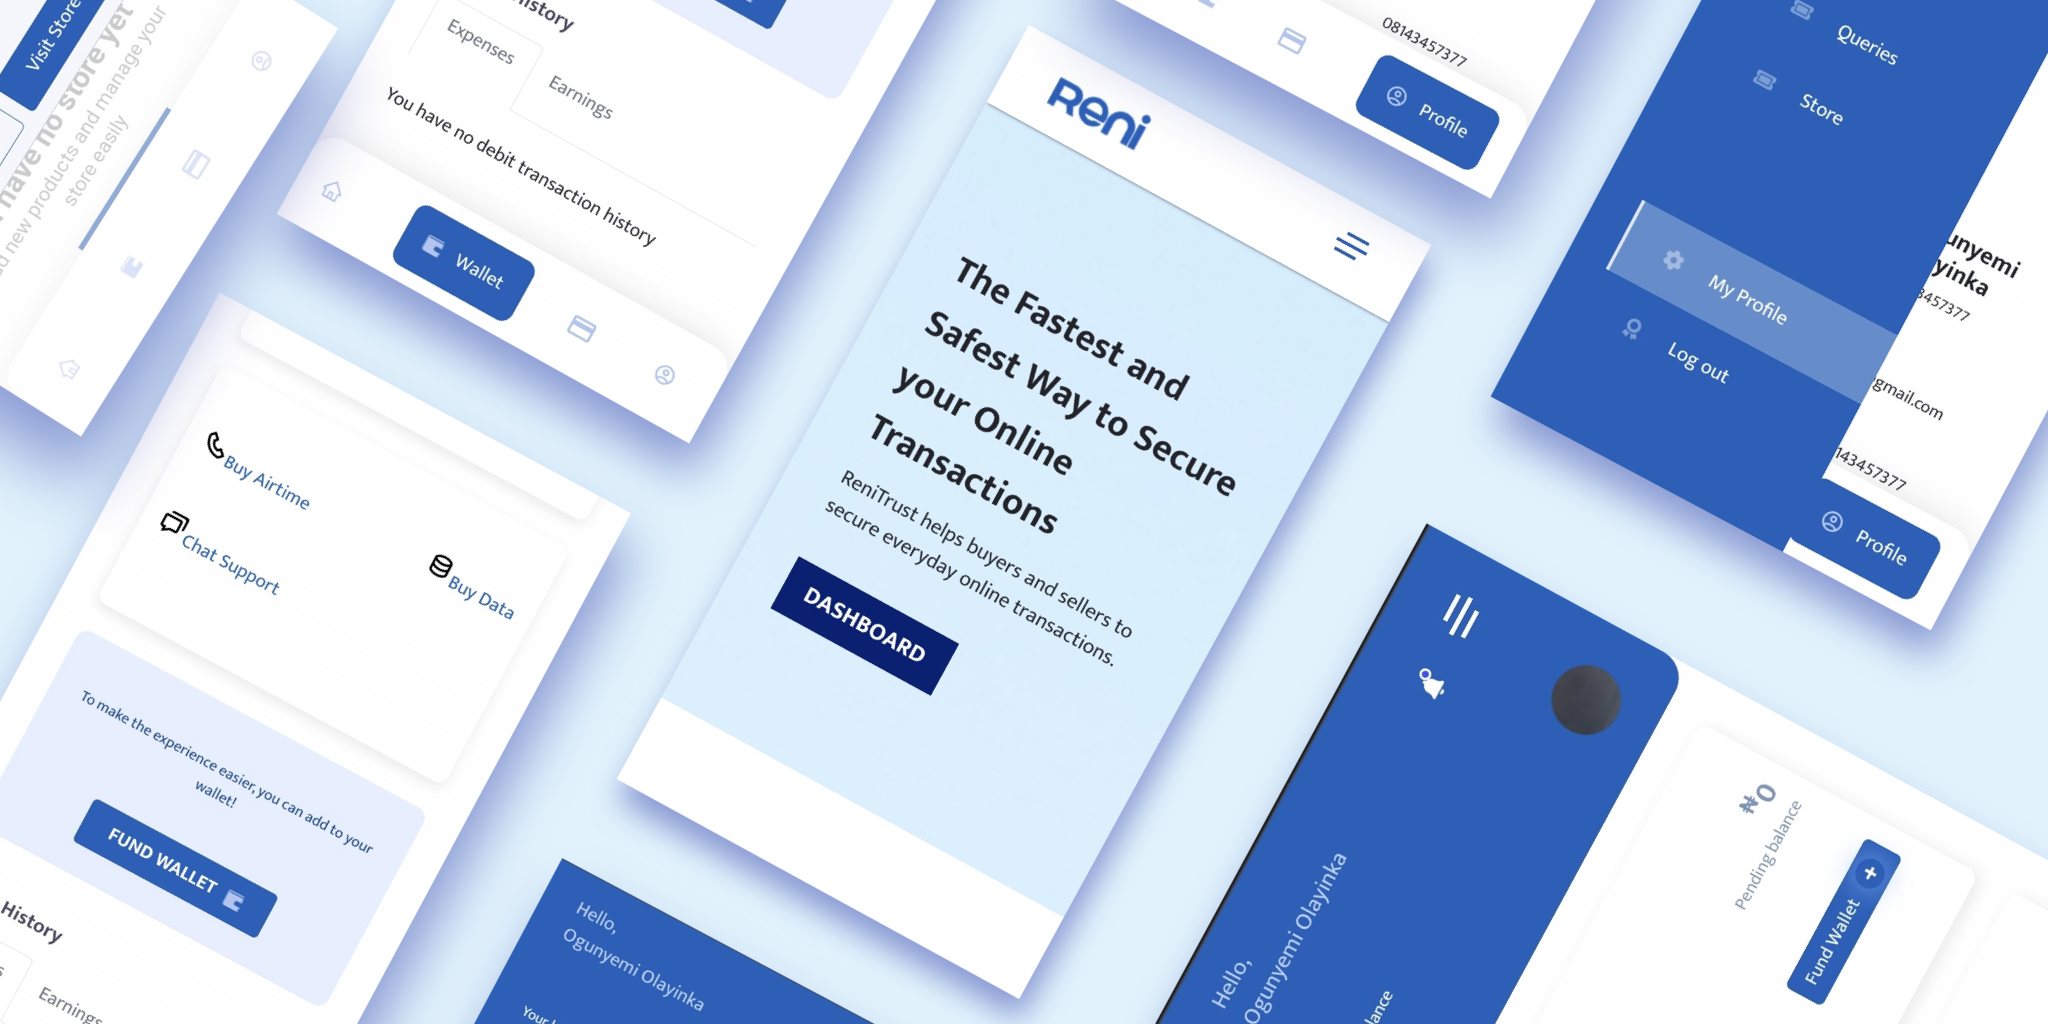 Visit Store
have no store yet
new products and manage your
store easily
History
Expenses
Earnings
You have no debit transaction history
Wallet
Buy Airtime
Chat Support
Buy Data
To make the experience easier, you can add to your
wallet!
FUND WALLET
History
Earnings
Reni
The Fastest and
Safest Way to Secure
your Online
Transactions
ReniTrust helps buyers and sellers to
secure everyday online transactions.
DASHBOARD
Hello,
Ogunyemi Olayinka
Your
08143457377
Profile
Queries
Store
My Profile
Log out
unyemi
yinka
3457377
gmail.com
143457377
Profile
Hello,
Ogunyemi Olayinka
lance
₦0
Pending balance
Fund Wallet